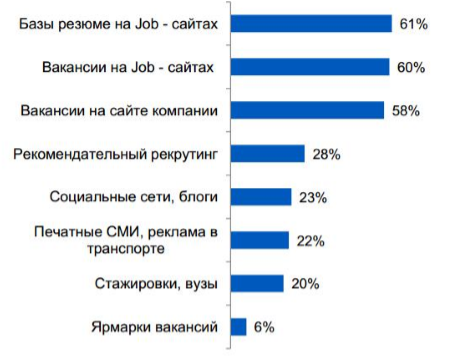 Базы резюме на Job - сайтах 61%
Вакансии на Job - сайтах 60%
Вакансии на сайте компании 58%
Рекомендательный рекрутинг 28%
Социальные сети, блоги 23%
Печатные СМИ, реклама в
транспорте 22%
Стажировки, вузы 20%
Ярмарки вакансий 6%